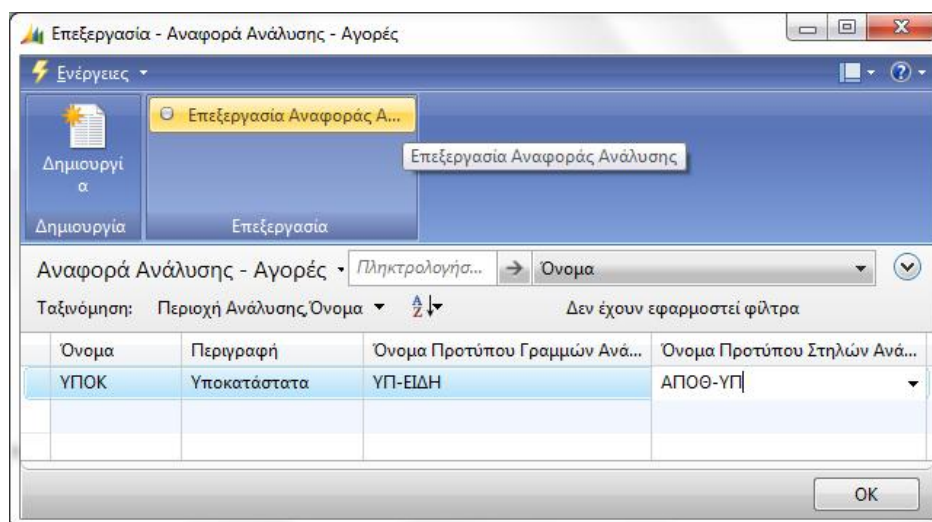 Επεξεργασία - Αναφορά Ανάλυσης - Αγορές
Ενέργειες
Δημιουργί
α
Δημιουργία
Επεξεργασία Αναφοράς Α...
Επεξεργασία Αναφοράς Ανάλυσης
Επεξεργασία
Αναφορά Ανάλυσης - Αγορές Πληκτρολογήσ... Όνομα
Ταξινόμηση: Περιοχή Ανάλυσης,Όνομα Δεν έχουν εφαρμοστεί φίλτρα
Όνομα Περιγραφή Όνομα Προτύπου Γραμμών Ανά... Όνομα Προτύπου Στηλών Ανά...
ΥΠΟΚ Υποκατάστατα ΥΠ-ΕΙΔΗ ΑΠΟΘ-ΥΠ
OK